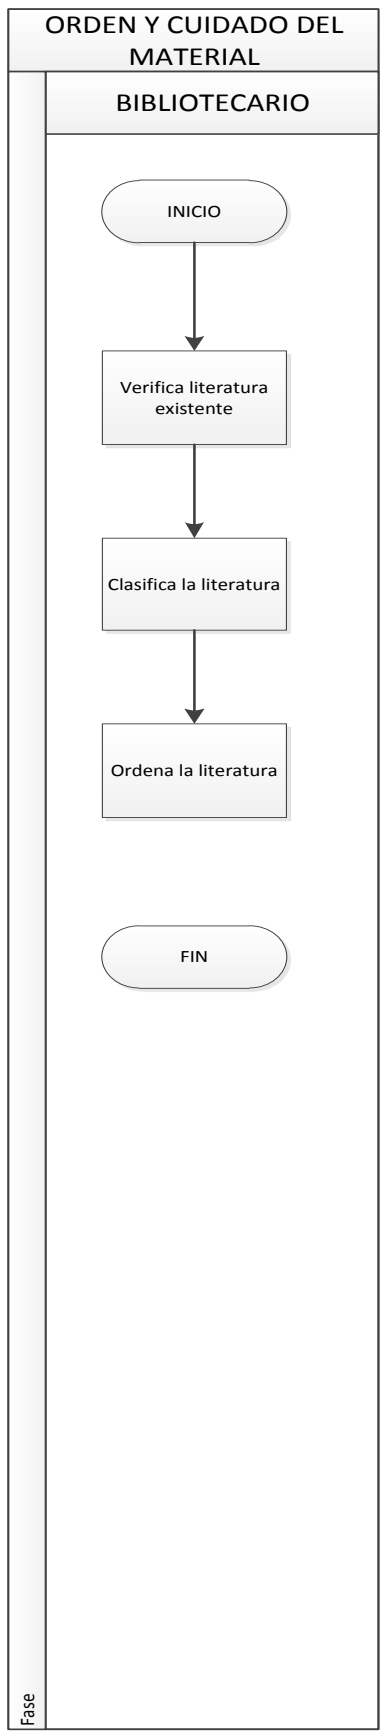 ORDEN Y CUIDADO DEL
MATERIAL
BIBLIOTECARIO
INICIO
Verifica literatura
existente
Clasifica la literatura
Ordena la literatura
FIN
Fase